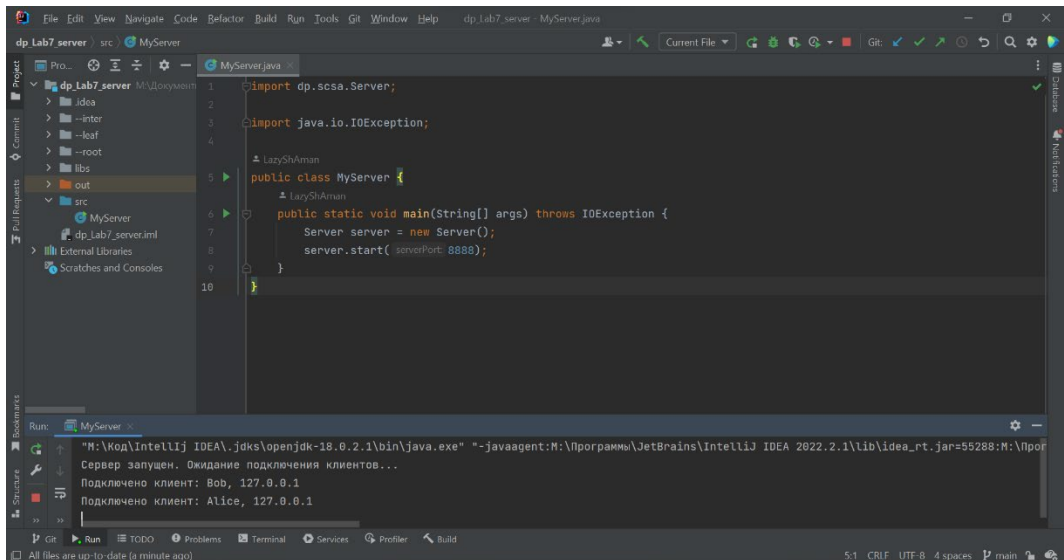 File Edit View Navigate Code Refactor Build Run Tools Git Window Help dp_Lab7_server - MyServer.java
dp_Lab7_server src MyServer
Current File
Git:
Pro...
MyServer.java
dp_Lab7_server M:\Докумен
.idea
--inter
--leaf
--root
libs
out
src
MyServer
dp_Lab7_server.iml
External Libraries
Scratches and Consoles
1 import dp.scsa.Server;
2
3 import java.io.IOException;
4
LazyShAman
5 public class MyServer {
LazyShAman
6 public static void main(String[] args) throws IOException {
7 Server server = new Server();
8 server.start( serverPort: 8888);
9 }
10 }
Project
Commit
Pull Requests
Bookmarks
Structure
Database
Notifications
Run: MyServer
"M:\Код\IntellIj IDEA\.jdks\openjdk-18.0.2.1\bin\java.exe" "-javaagent:M:\Программы\JetBrains\IntelliJ IDEA 2022.2.1\lib\idea_rt.jar=55288:M:\Прог
Сервер запущен. Ожидание подключения клиентов...
Подключено клиент: Bob, 127.0.0.1
Подключено клиент: Alice, 127.0.0.1
Git Run TODO Problems Terminal Services Profiler Build
All files are up-to-date (a minute ago) 5:1 CRLF UTF-8 4 spaces main